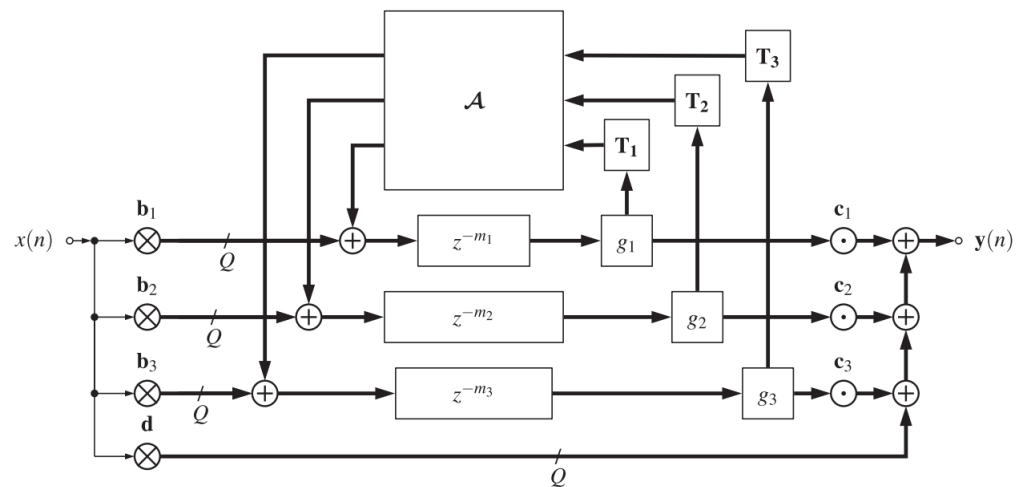 T₃
𝓐
T₂
T₁
b₁
c₁
x(n)
Q
z⁻ᵐ¹
g₁
y(n)
b₂
c₂
Q
z⁻ᵐ²
g₂
b₃
c₃
Q
z⁻ᵐ³
g₃
d
Q